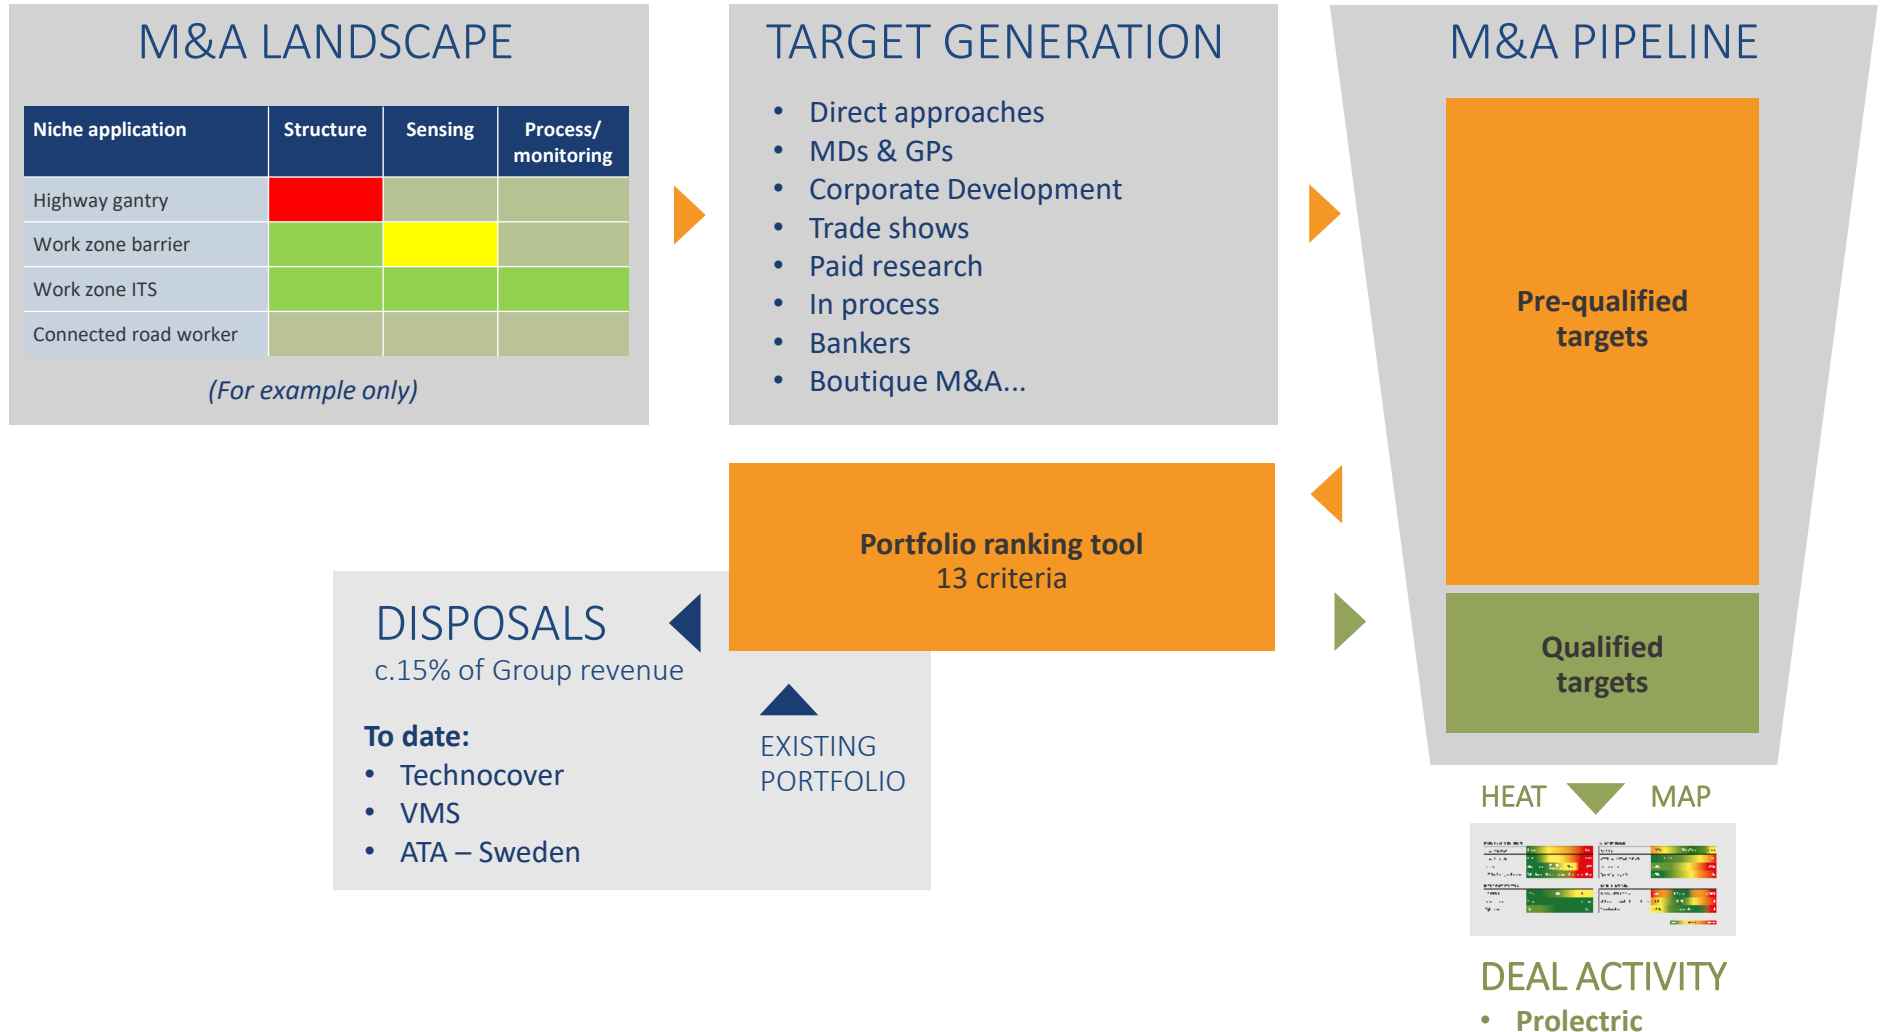 M&A LANDSCAPE
Niche application Structure Sensing Process/
monitoring
Highway gantry
Work zone barrier
Work zone ITS
Connected road worker
(For example only)
TARGET GENERATION
• Direct approaches
• MDs & GPs
• Corporate Development
• Trade shows
• Paid research
• In process
• Bankers
• Boutique M&A...
M&A PIPELINE
Pre-qualified
targets
Qualified
targets
Portfolio ranking tool
13 criteria
DISPOSALS
c.15% of Group revenue
To date:
• Technocover
• VMS
• ATA – Sweden
EXISTING
PORTFOLIO
HEAT MAP
DEAL ACTIVITY
• Prolectric